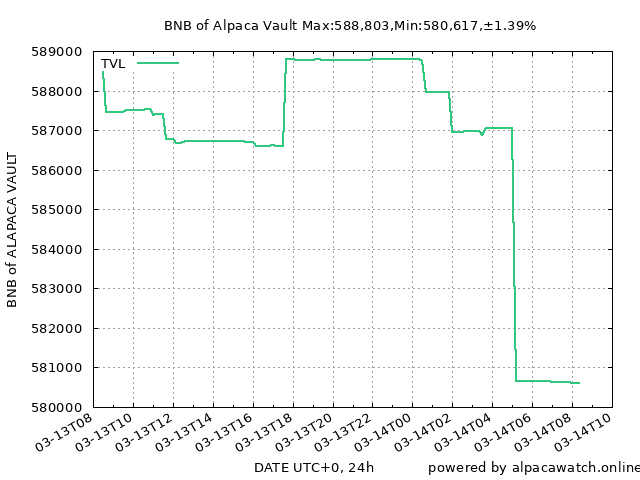 BNB of Alpaca Vault Max:588,803,Min:580,617,±1.39%
TVL
BNB of ALAPACA VAULT
589000
588000
587000
586000
585000
584000
583000
582000
581000
580000
03-13T08
03-13T10
03-13T12
03-13T14
03-13T16
03-13T18
03-13T20
03-13T22
03-14T00
03-14T02
03-14T04
03-14T06
03-14T08
03-14T10
DATE UTC+0, 24h
powered by alpacawatch.online